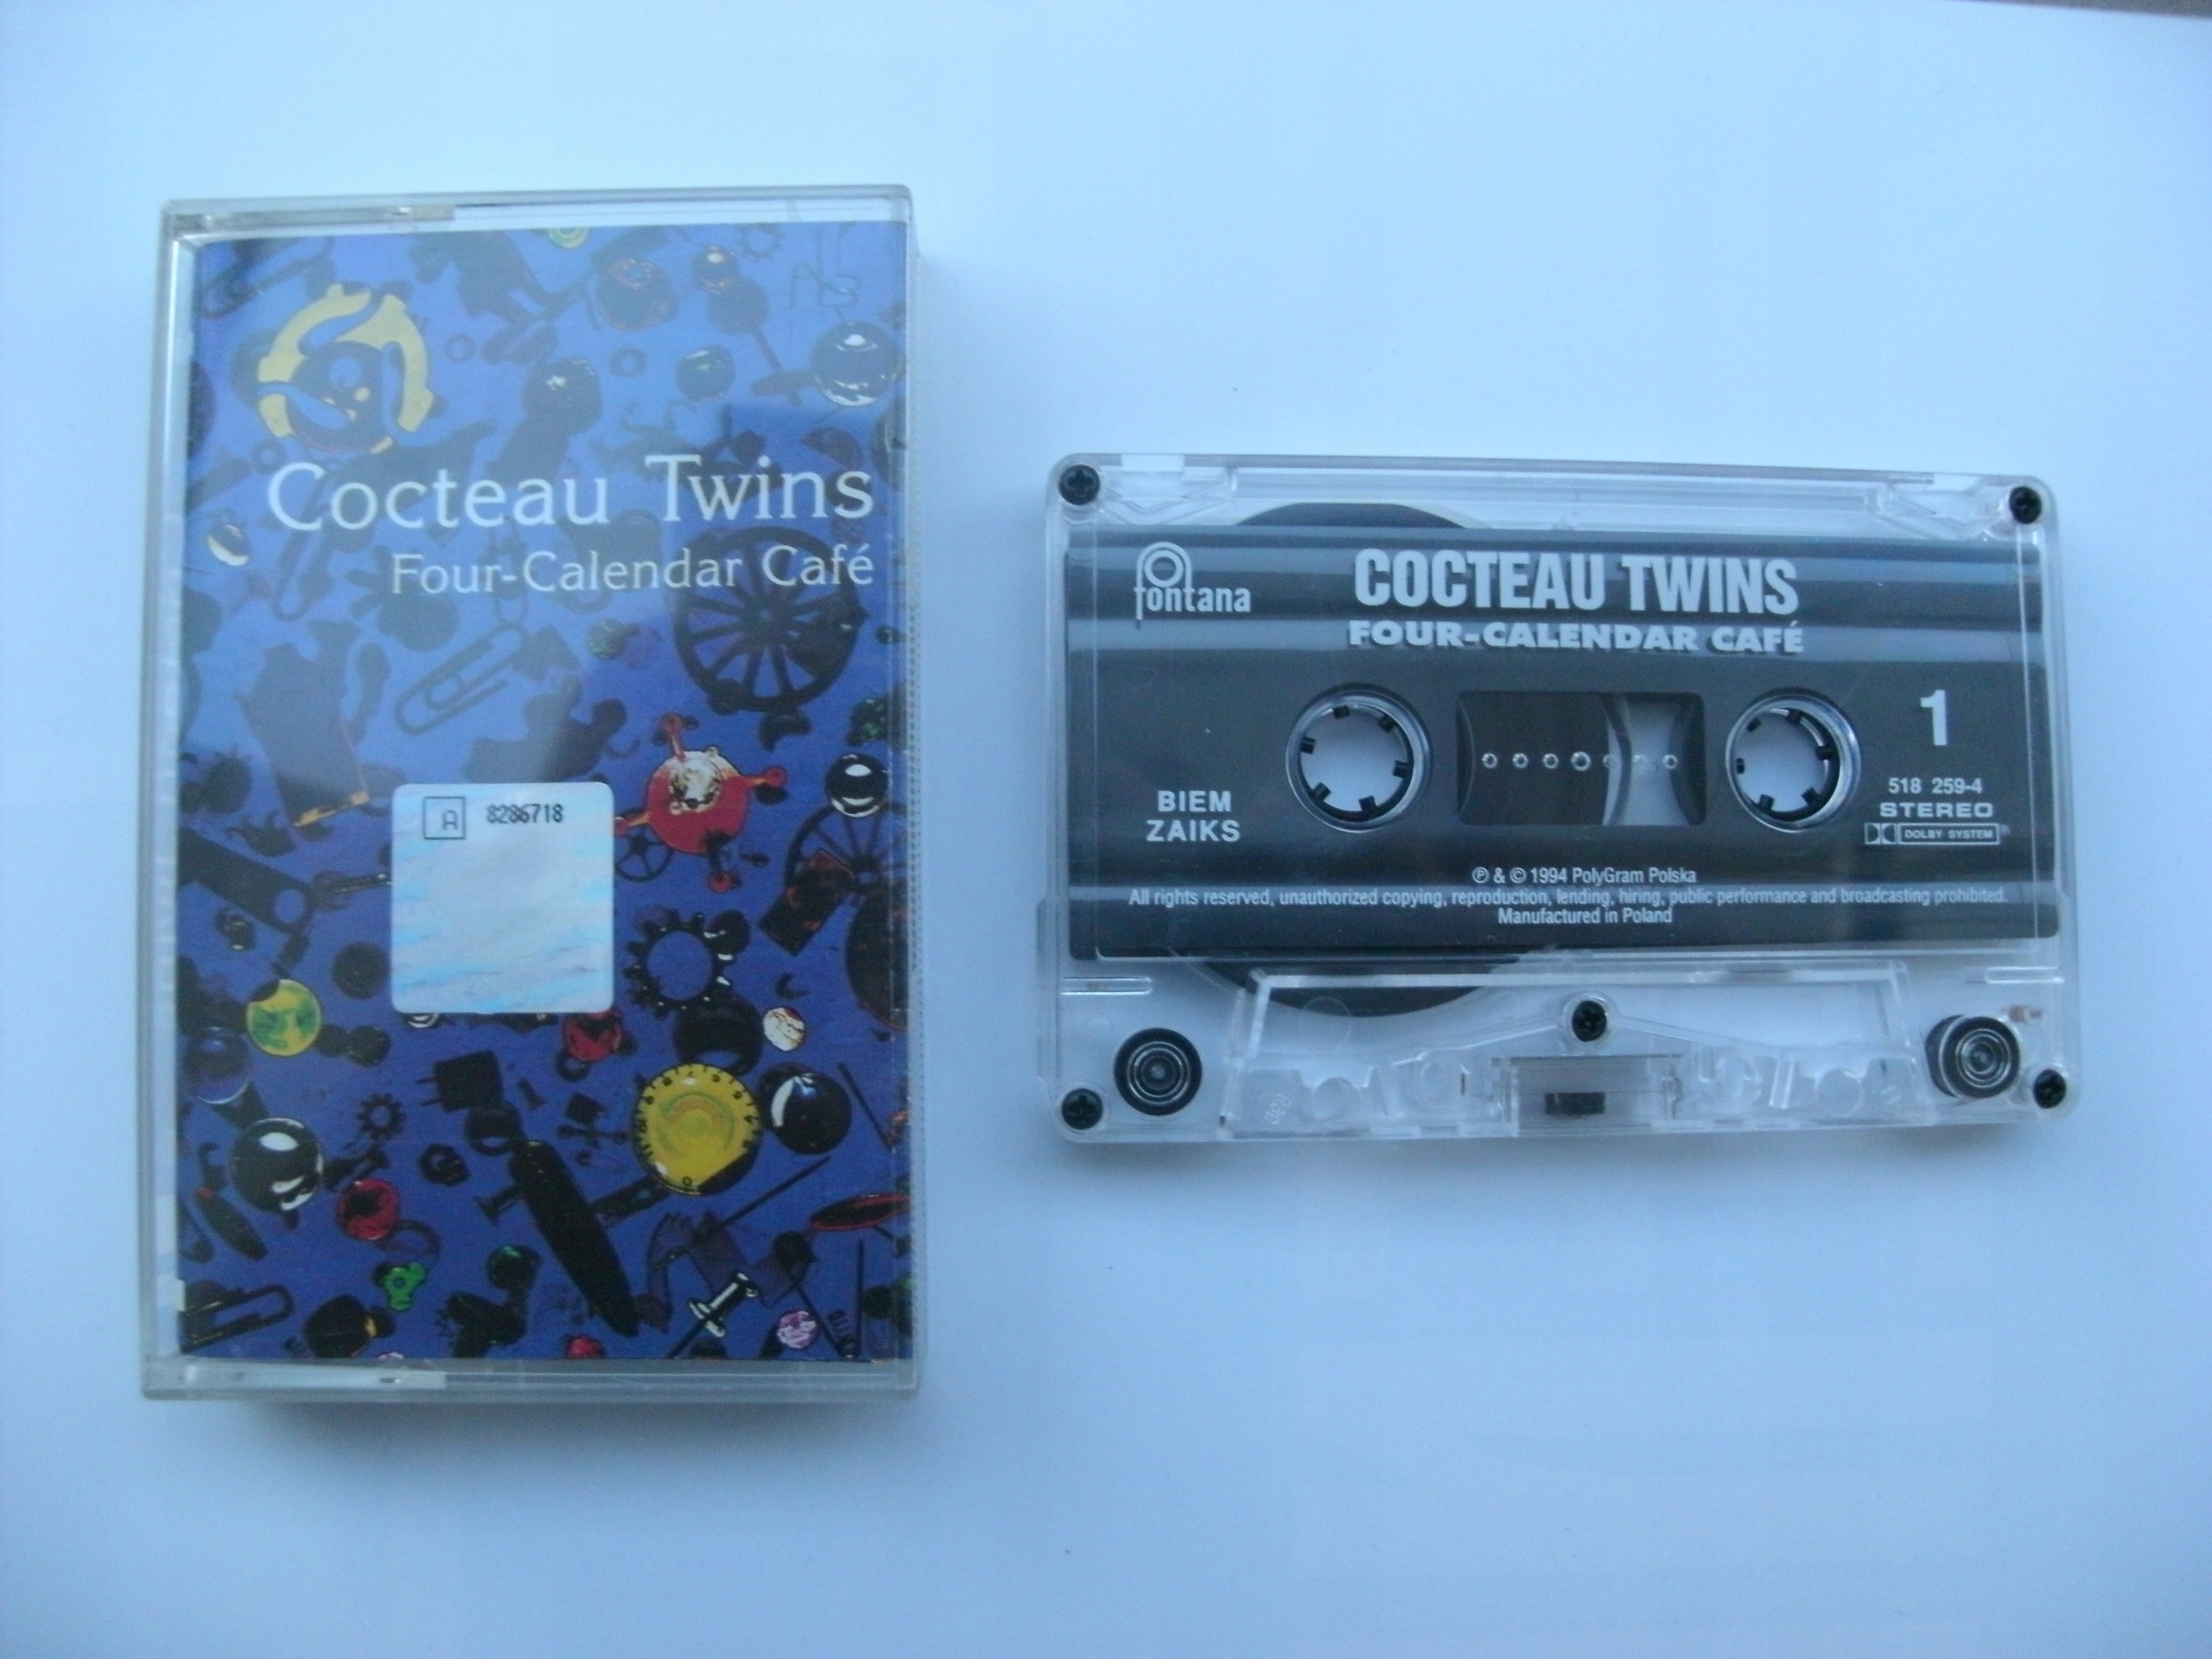 Cocteau Twins
Four-Calendar Café
A 8286718
fontana
COCTEAU TWINS
FOUR-CALENDAR CAFÉ
1
BIEM
ZAIKS
518 259-4
STEREO
DOLBY SYSTEM®
℗ & © 1994 PolyGram Polska
All rights reserved, unauthorized copying, reproduction, lending, hiring, public performance and broadcasting prohibited.
Manufactured in Poland